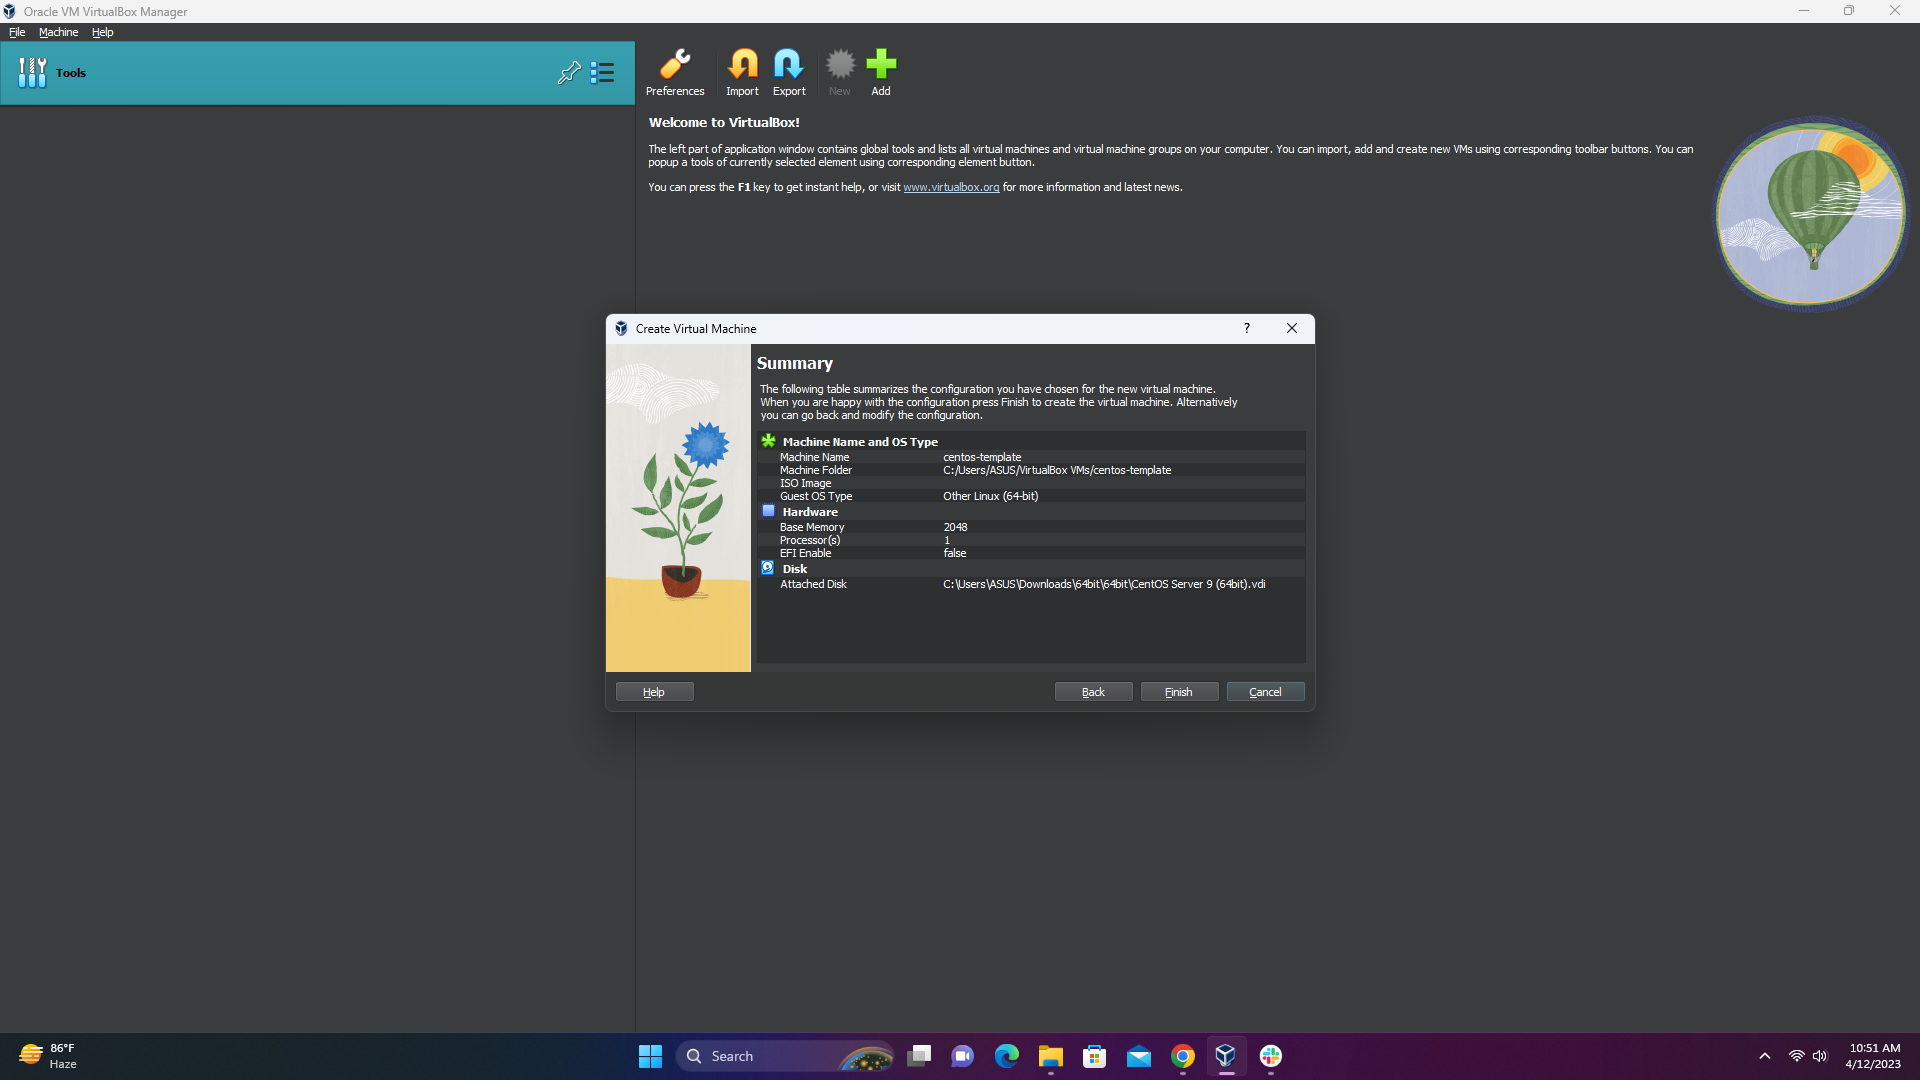 Oracle VM VirtualBox Manager
File Machine Help
Tools
Preferences
Import
Export
New
Add
Welcome to VirtualBox!
The left part of application window contains global tools and lists all virtual machines and virtual machine groups on your computer. You can import, add and create new VMs using corresponding toolbar buttons. You can
popup a tools of currently selected element using corresponding element button.
You can press the F1 key to get instant help, or visit www.virtualbox.org for more information and latest news.
Create Virtual Machine
?
Summary
The following table summarizes the configuration you have chosen for the new virtual machine.
When you are happy with the configuration press Finish to create the virtual machine. Alternatively
you can go back and modify the configuration.
Machine Name and OS Type
Machine Name centos-template
Machine Folder C:/Users/ASUS/VirtualBox VMs/centos-template
ISO Image
Guest OS Type Other Linux (64-bit)
Hardware
Base Memory 2048
Processor(s) 1
EFI Enable false
Disk
Attached Disk C:\Users\ASUS\Downloads\64bit\64bit\CentOS Server 9 (64bit).vdi
Help
Back
Finish
Cancel
86°F
Haze
Search
10:51 AM
4/12/2023